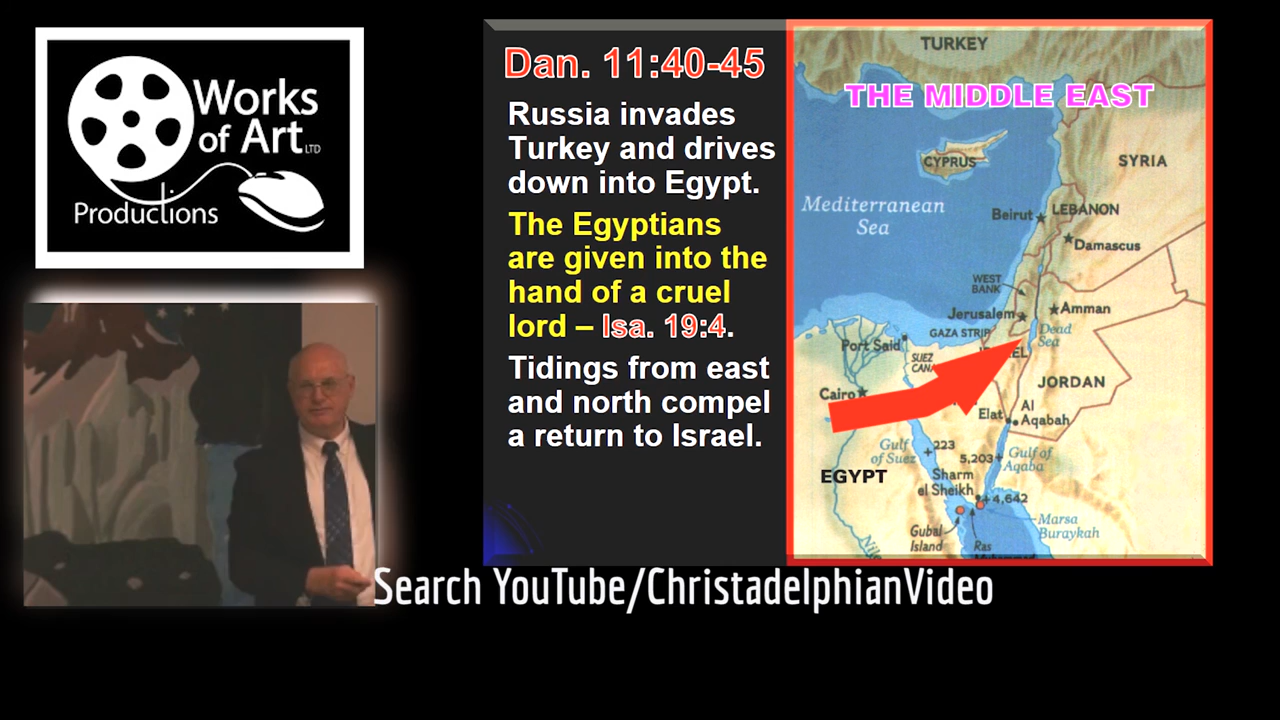 Works
of Art LTD
Productions
Dan. 11:40-45
Russia invades
Turkey and drives
down into Egypt.
The Egyptians
are given into the
hand of a cruel
lord – Isa. 19:4.
Tidings from east
and north compel
a return to Israel.
TURKEY
THE MIDDLE EAST
CYPRUS
SYRIA
Mediterranean
Sea
Beirut
LEBANON
Damascus
WEST
BANK
Jerusalem
Amman
GAZA STRIP
Dead
Sea
Port Said
SUEZ
JORDAN
Cairo
Elat
Al
Aqabah
Gulf
of Suez
223
5,203
Gulf of
Aqaba
EGYPT
Sharm
el Sheikh
4,642
Gubal
Island
Ras
Marsa
Buraykah
Nile
Search YouTube/ChristadelphianVideo